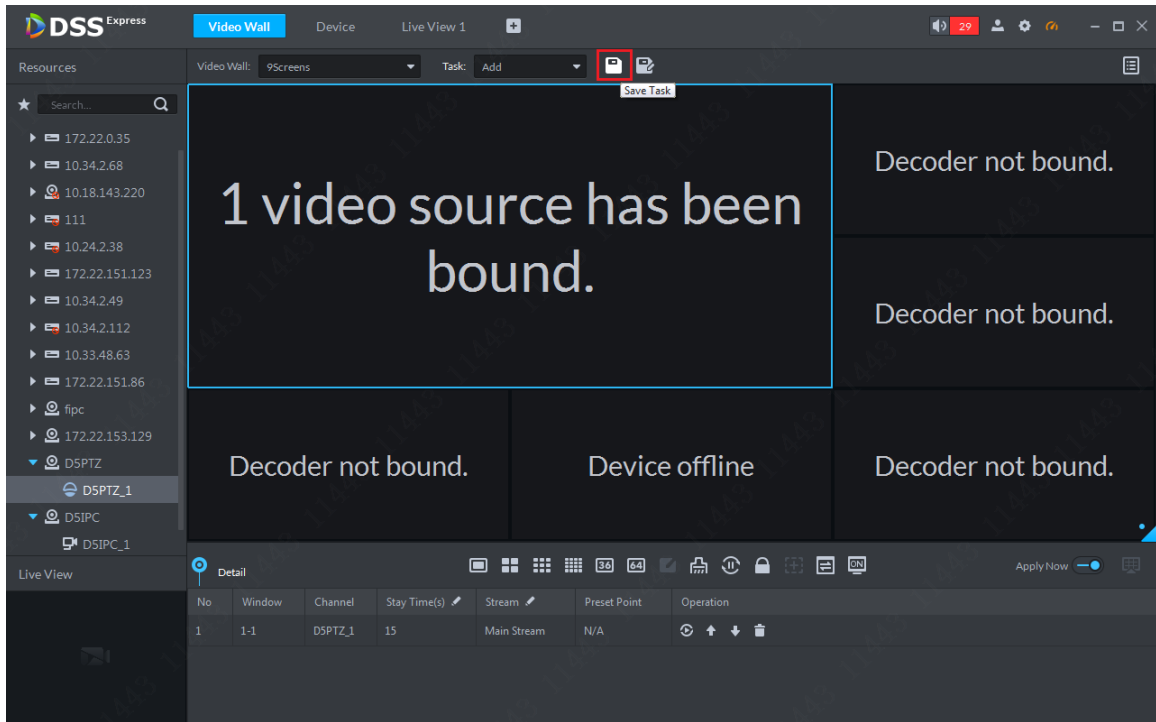 DSS Express
Video Wall
Device
Live View 1
29
Resources
Video Wall: 9Screens
Task: Add
Save Task
Search...
172.22.0.35
10.34.2.68
10.18.143.220
111
10.24.2.38
172.22.151.123
10.34.2.49
10.34.2.112
10.33.48.63
172.22.151.86
fipc
172.22.153.129
D5PTZ
D5PTZ_1
D5IPC
D5IPC_1
1 video source has been
bound.
Decoder not bound.
Decoder not bound.
Decoder not bound.
Device offline
Decoder not bound.
Live View
Detail
36
64
ON
Apply Now
No Window Channel Stay Time(s) Stream Preset Point Operation
1 1-1 D5PTZ_1 15 Main Stream N/A